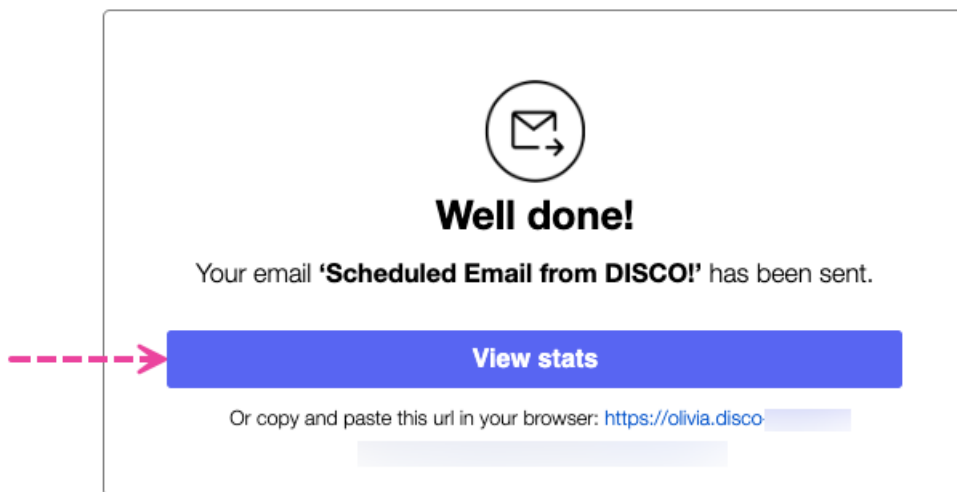 Well done!
Your email ‘Scheduled Email from DISCO!’ has been sent.
View stats
Or copy and paste this url in your browser: https://olivia.disco-